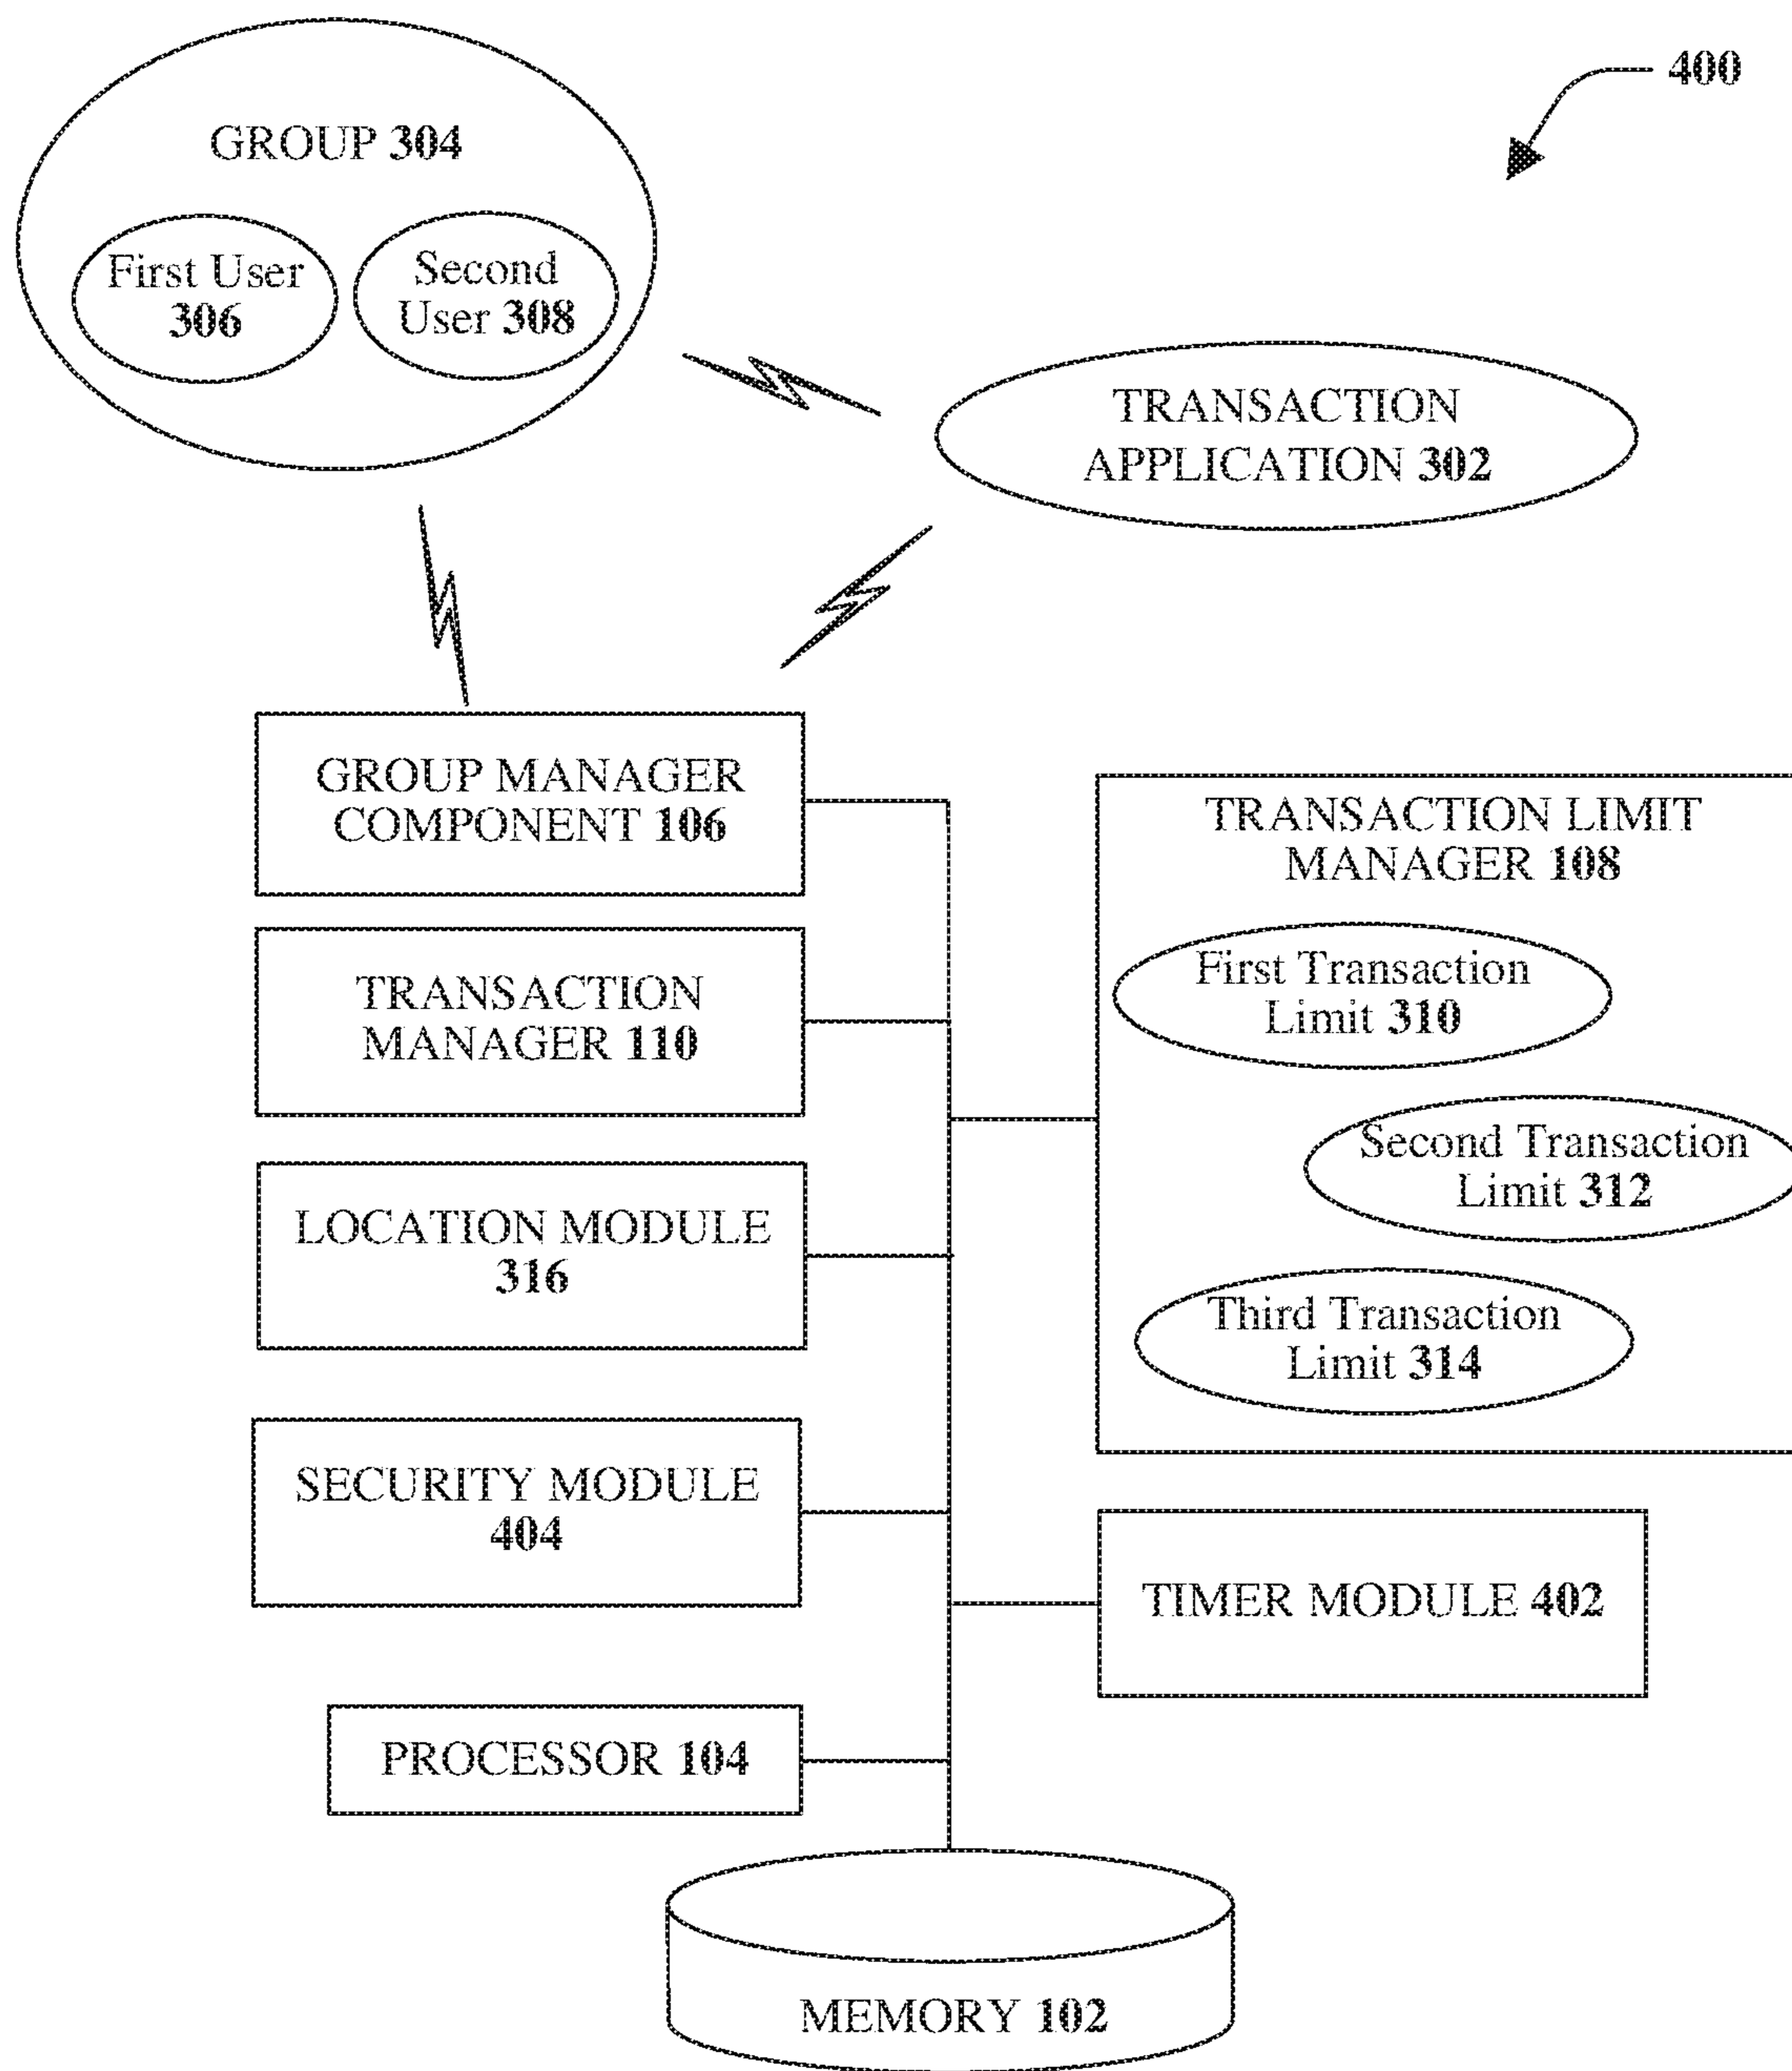 400
GROUP 304
First User
306
Second
User 308
TRANSACTION
APPLICATION 302
GROUP MANAGER
COMPONENT 106
TRANSACTION LIMIT
MANAGER 108
First Transaction
Limit 310
TRANSACTION
MANAGER 110
Second Transaction
Limit 312
LOCATION MODULE
316
Third Transaction
Limit 314
SECURITY MODULE
404
TIMER MODULE 402
PROCESSOR 104
MEMORY 102